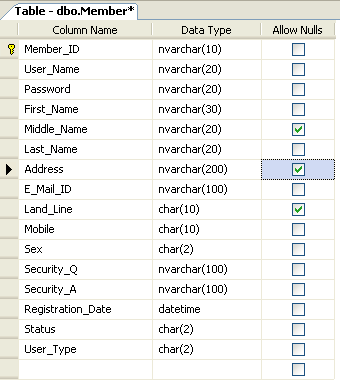 Table - dbo.Member*
Column Name Data Type Allow Nulls
Member_ID nvarchar(10)
User_Name nvarchar(20)
Password nvarchar(20)
First_Name nvarchar(30)
Middle_Name nvarchar(20)
Last_Name nvarchar(20)
Address nvarchar(200)
E_Mail_ID nvarchar(100)
Land_Line char(10)
Mobile char(10)
Sex char(2)
Security_Q nvarchar(100)
Security_A nvarchar(100)
Registration_Date datetime
Status char(2)
User_Type char(2)